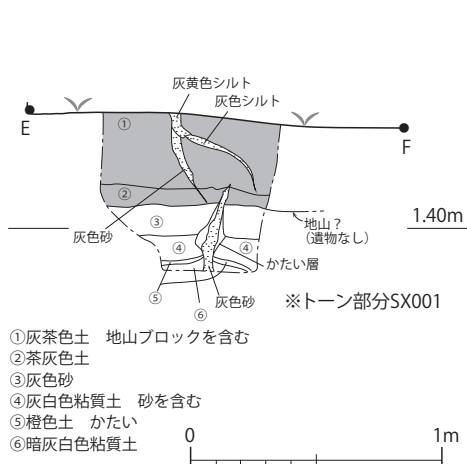 灰黄色シルト
灰色シルト
E
①
F
②
灰色砂
③
地山？
（遺物なし）
1.40m
④
④
かたい層
⑤
⑥
灰色砂
※トーン部分SX001
①灰茶色土　地山ブロックを含む
②茶灰色土
③灰色砂
④灰白色粘質土　砂を含む
⑤橙色土　かたい
⑥暗灰白色粘質土
0
1m